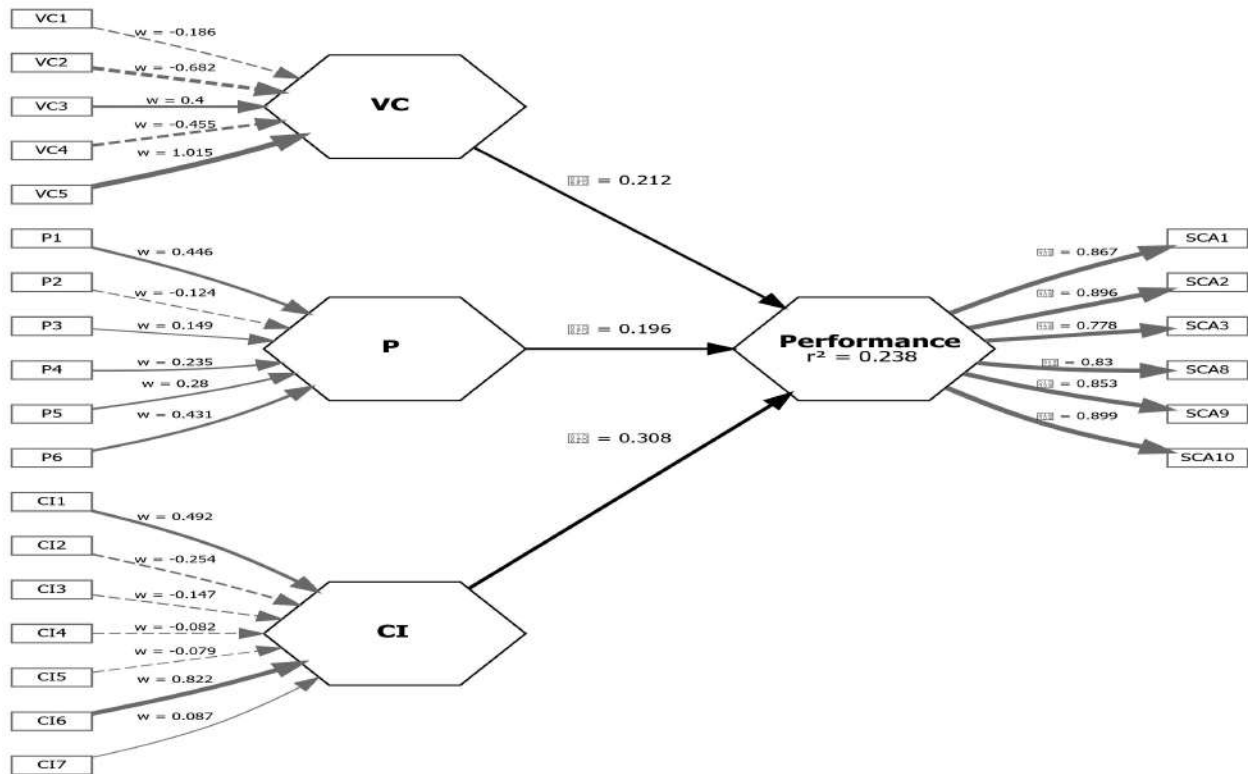 VC1
w = -0.186
VC2
w = -0.682
VC3
w = 0.4
VC4
w = -0.455
VC5
w = 1.015
VC
= 0.212
P1
w = 0.446
P2
w = -0.124
P3
w = 0.149
P4
w = 0.235
P5
w = 0.28
P6
w = 0.431
P
= 0.196
CI1
w = 0.492
CI2
w = -0.254
CI3
w = -0.147
CI4
w = -0.082
CI5
w = -0.079
CI6
w = 0.822
CI7
w = 0.087
CI
= 0.308
Performance
r² = 0.238
= 0.867
SCA1
= 0.896
SCA2
= 0.778
SCA3
= 0.83
SCA8
= 0.853
SCA9
= 0.899
SCA10